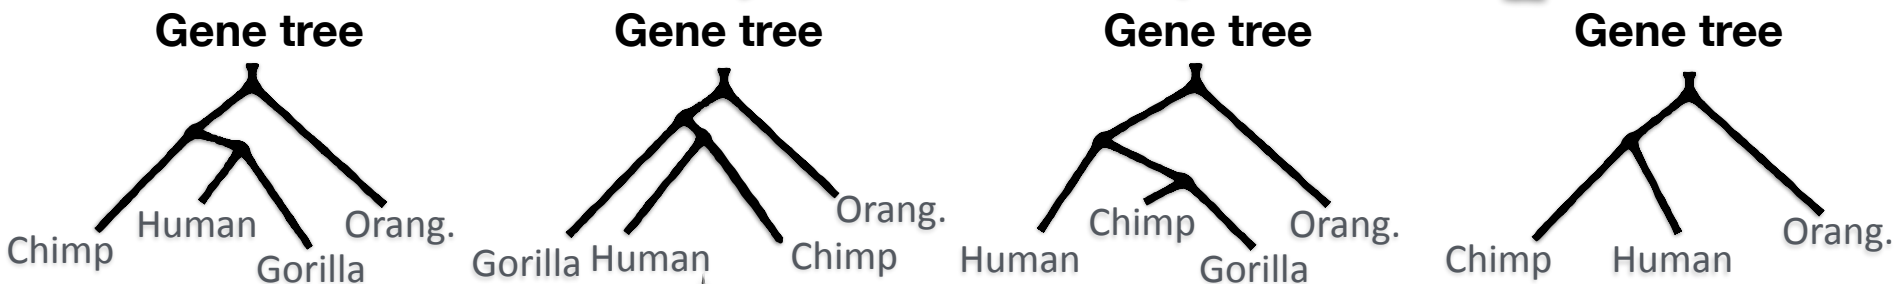 Gene tree
Chimp
Human
Gorilla
Orang.
Gene tree
Gorilla
Human
Chimp
Orang.
Gene tree
Human
Chimp
Gorilla
Orang.
Gene tree
Chimp
Human
Orang.